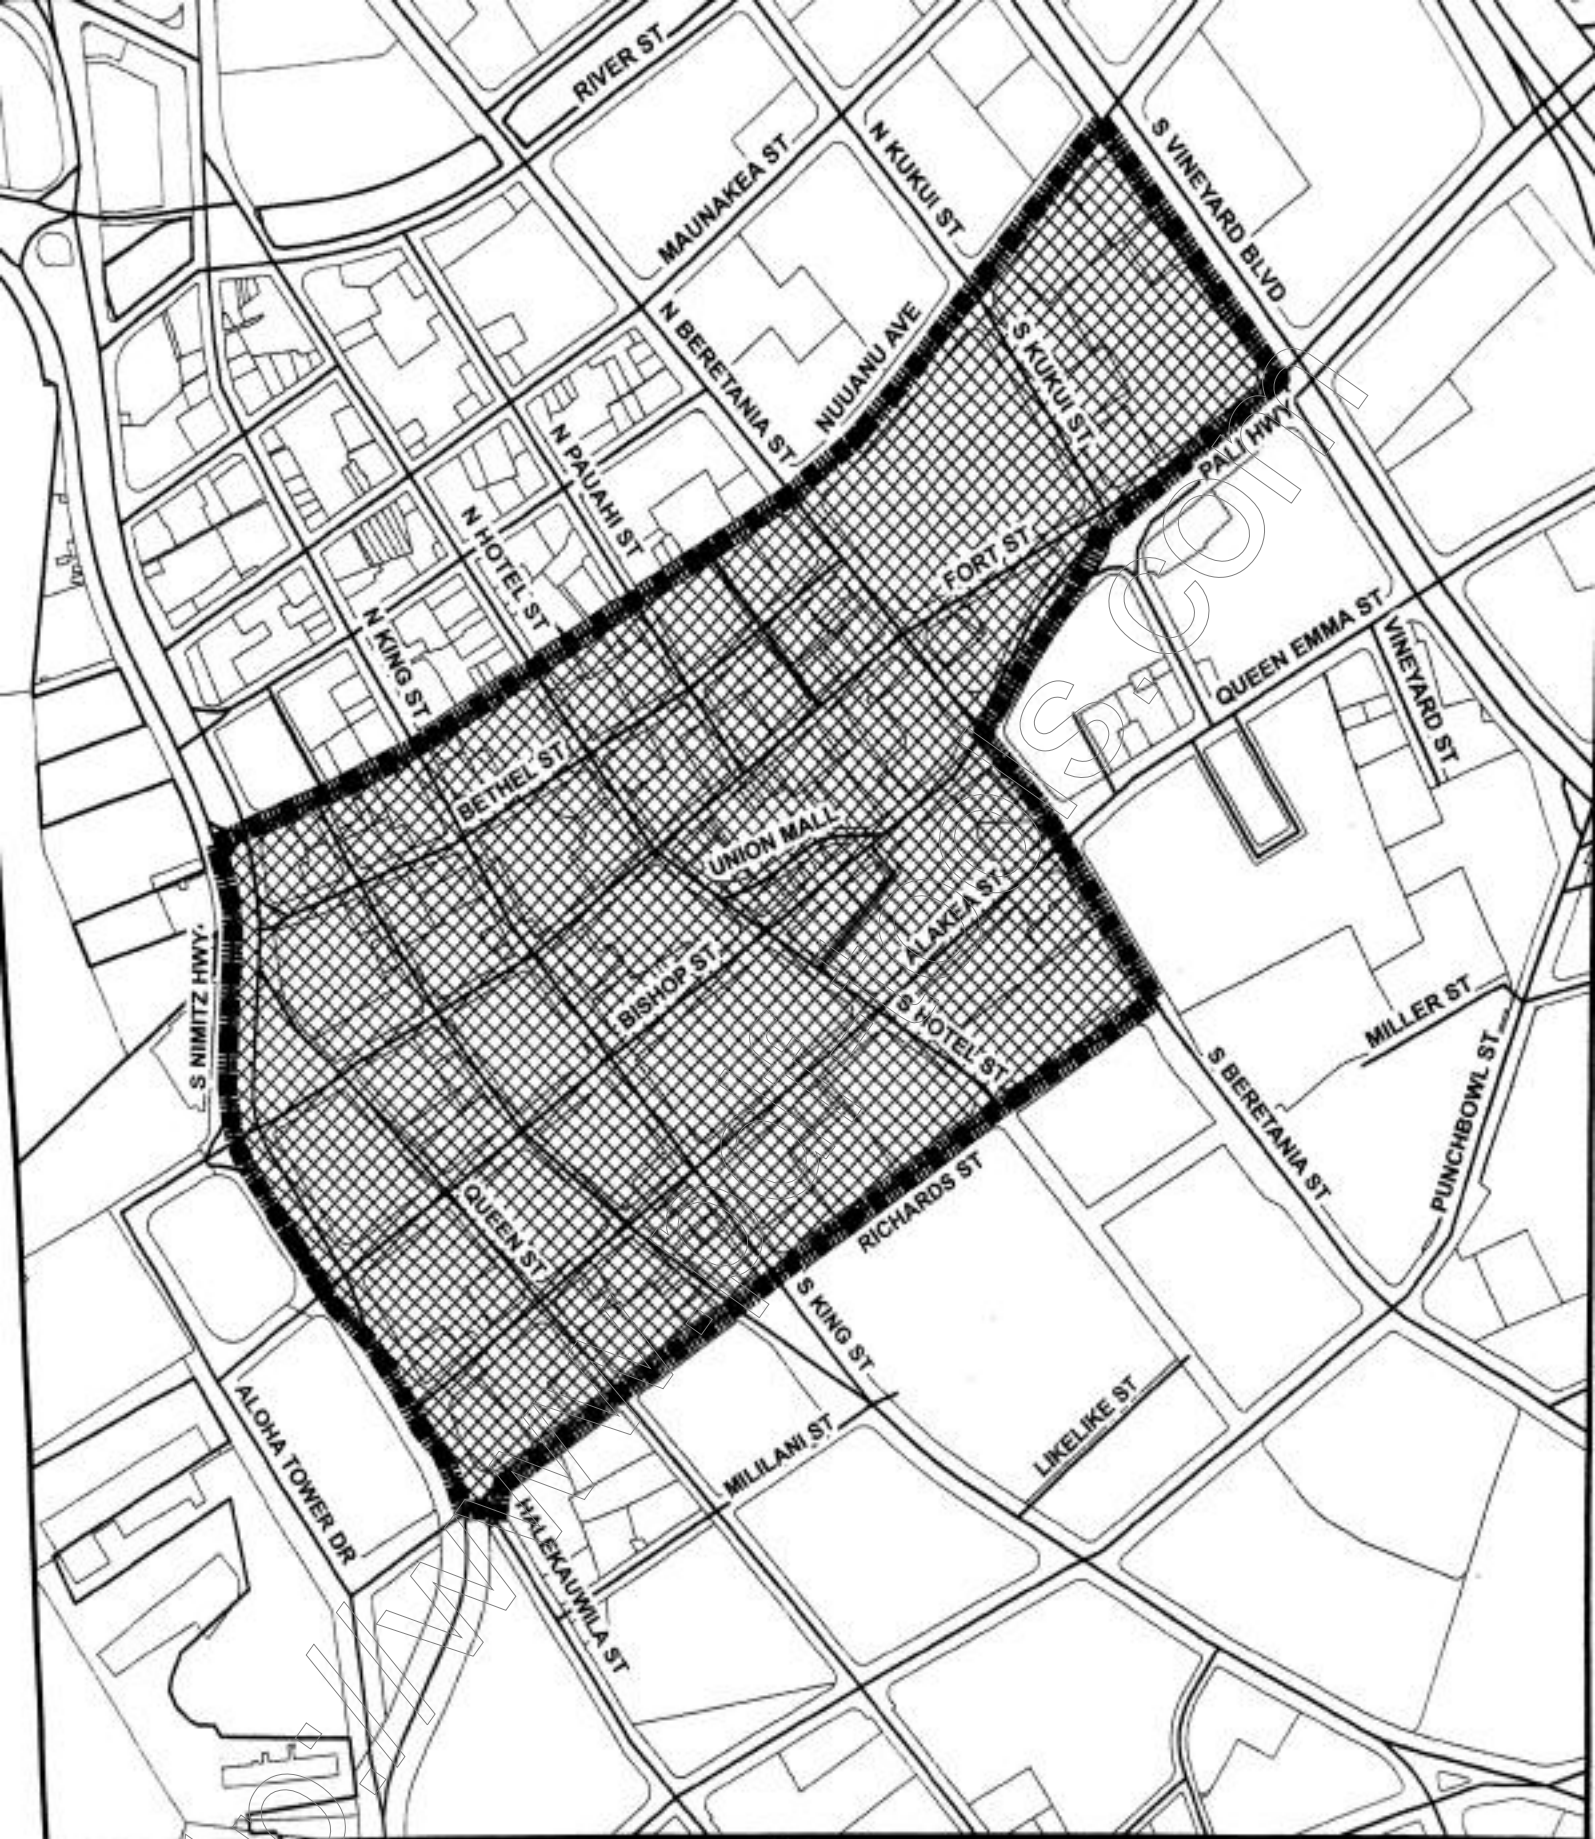 RIVER ST
MAUNAKEA ST
N KUKUI ST
S VINEYARD BLVD
N BERETANIA ST
NUUANU AVE
S KUKUI ST
PALI HWY
N PAUAHI ST
N HOTEL ST
FORT ST
QUEEN EMMA ST
VINEYARD ST
N KING ST
BETHEL ST
UNION MALL
ALAKEA ST
BISHOP ST
S NIMITZ HWY
S HOTEL ST
MILLER ST
PUNCHBOWL ST
S BERETANIA ST
RICHARDS ST
QUEEN ST
S KING ST
LIKELIKE ST
MILILANI ST
ALOHA TOWER DR
HALEKAUWILA ST